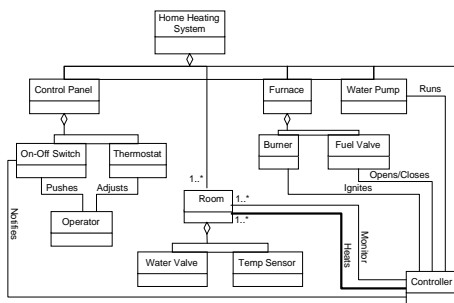 Home Heating
System
Control Panel
Furnace
Water Pump
Runs
On-Off Switch
Thermostat
Burner
Fuel Valve
Opens/Closes
Ignites
Pushes
Adjusts
1..*
Room
1..*
1..*
Operator
Notifies
Monitor
Heats
Water Valve
Temp Sensor
Controller